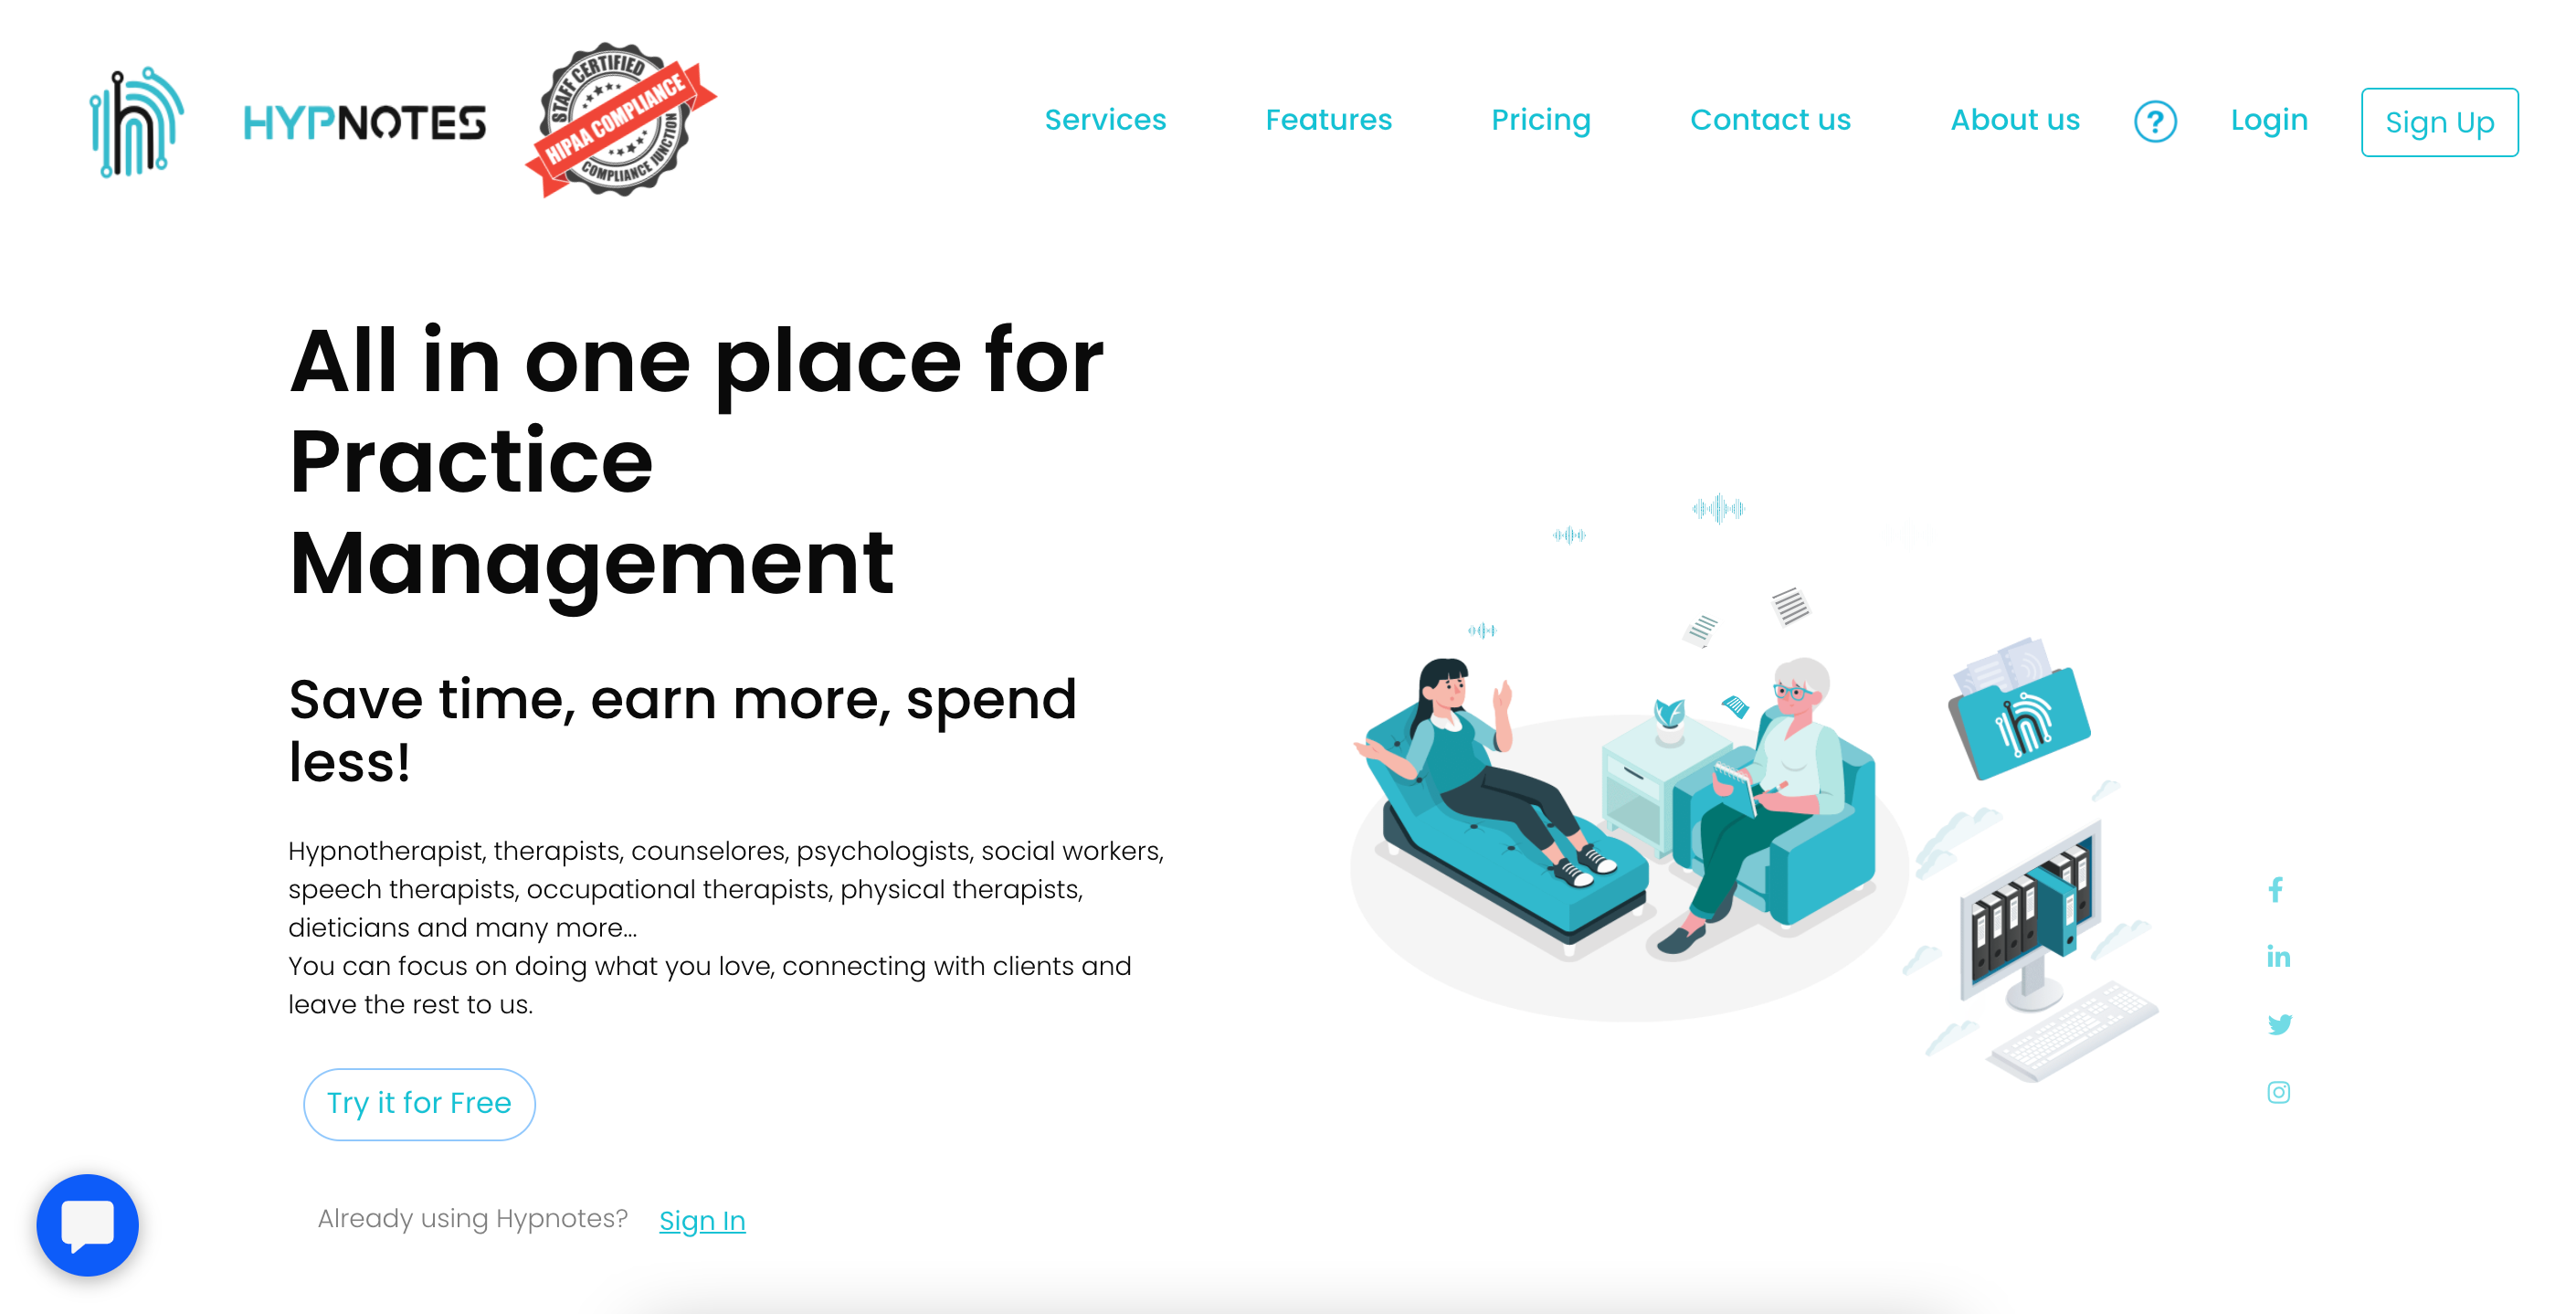 HYPNOTES
STAFF CERTIFIED
HIPAA COMPLIANCE
COMPLIANCE JUNCTION
Services
Features
Pricing
Contact us
About us
?
Login
Sign Up
All in one place for
Practice
Management
Save time, earn more, spend
less!
Hypnotherapist, therapists, counselores, psychologists, social workers,
speech therapists, occupational therapists, physical therapists,
dieticians and many more...
You can focus on doing what you love, connecting with clients and
leave the rest to us.
Try it for Free
Already using Hypnotes?
Sign In